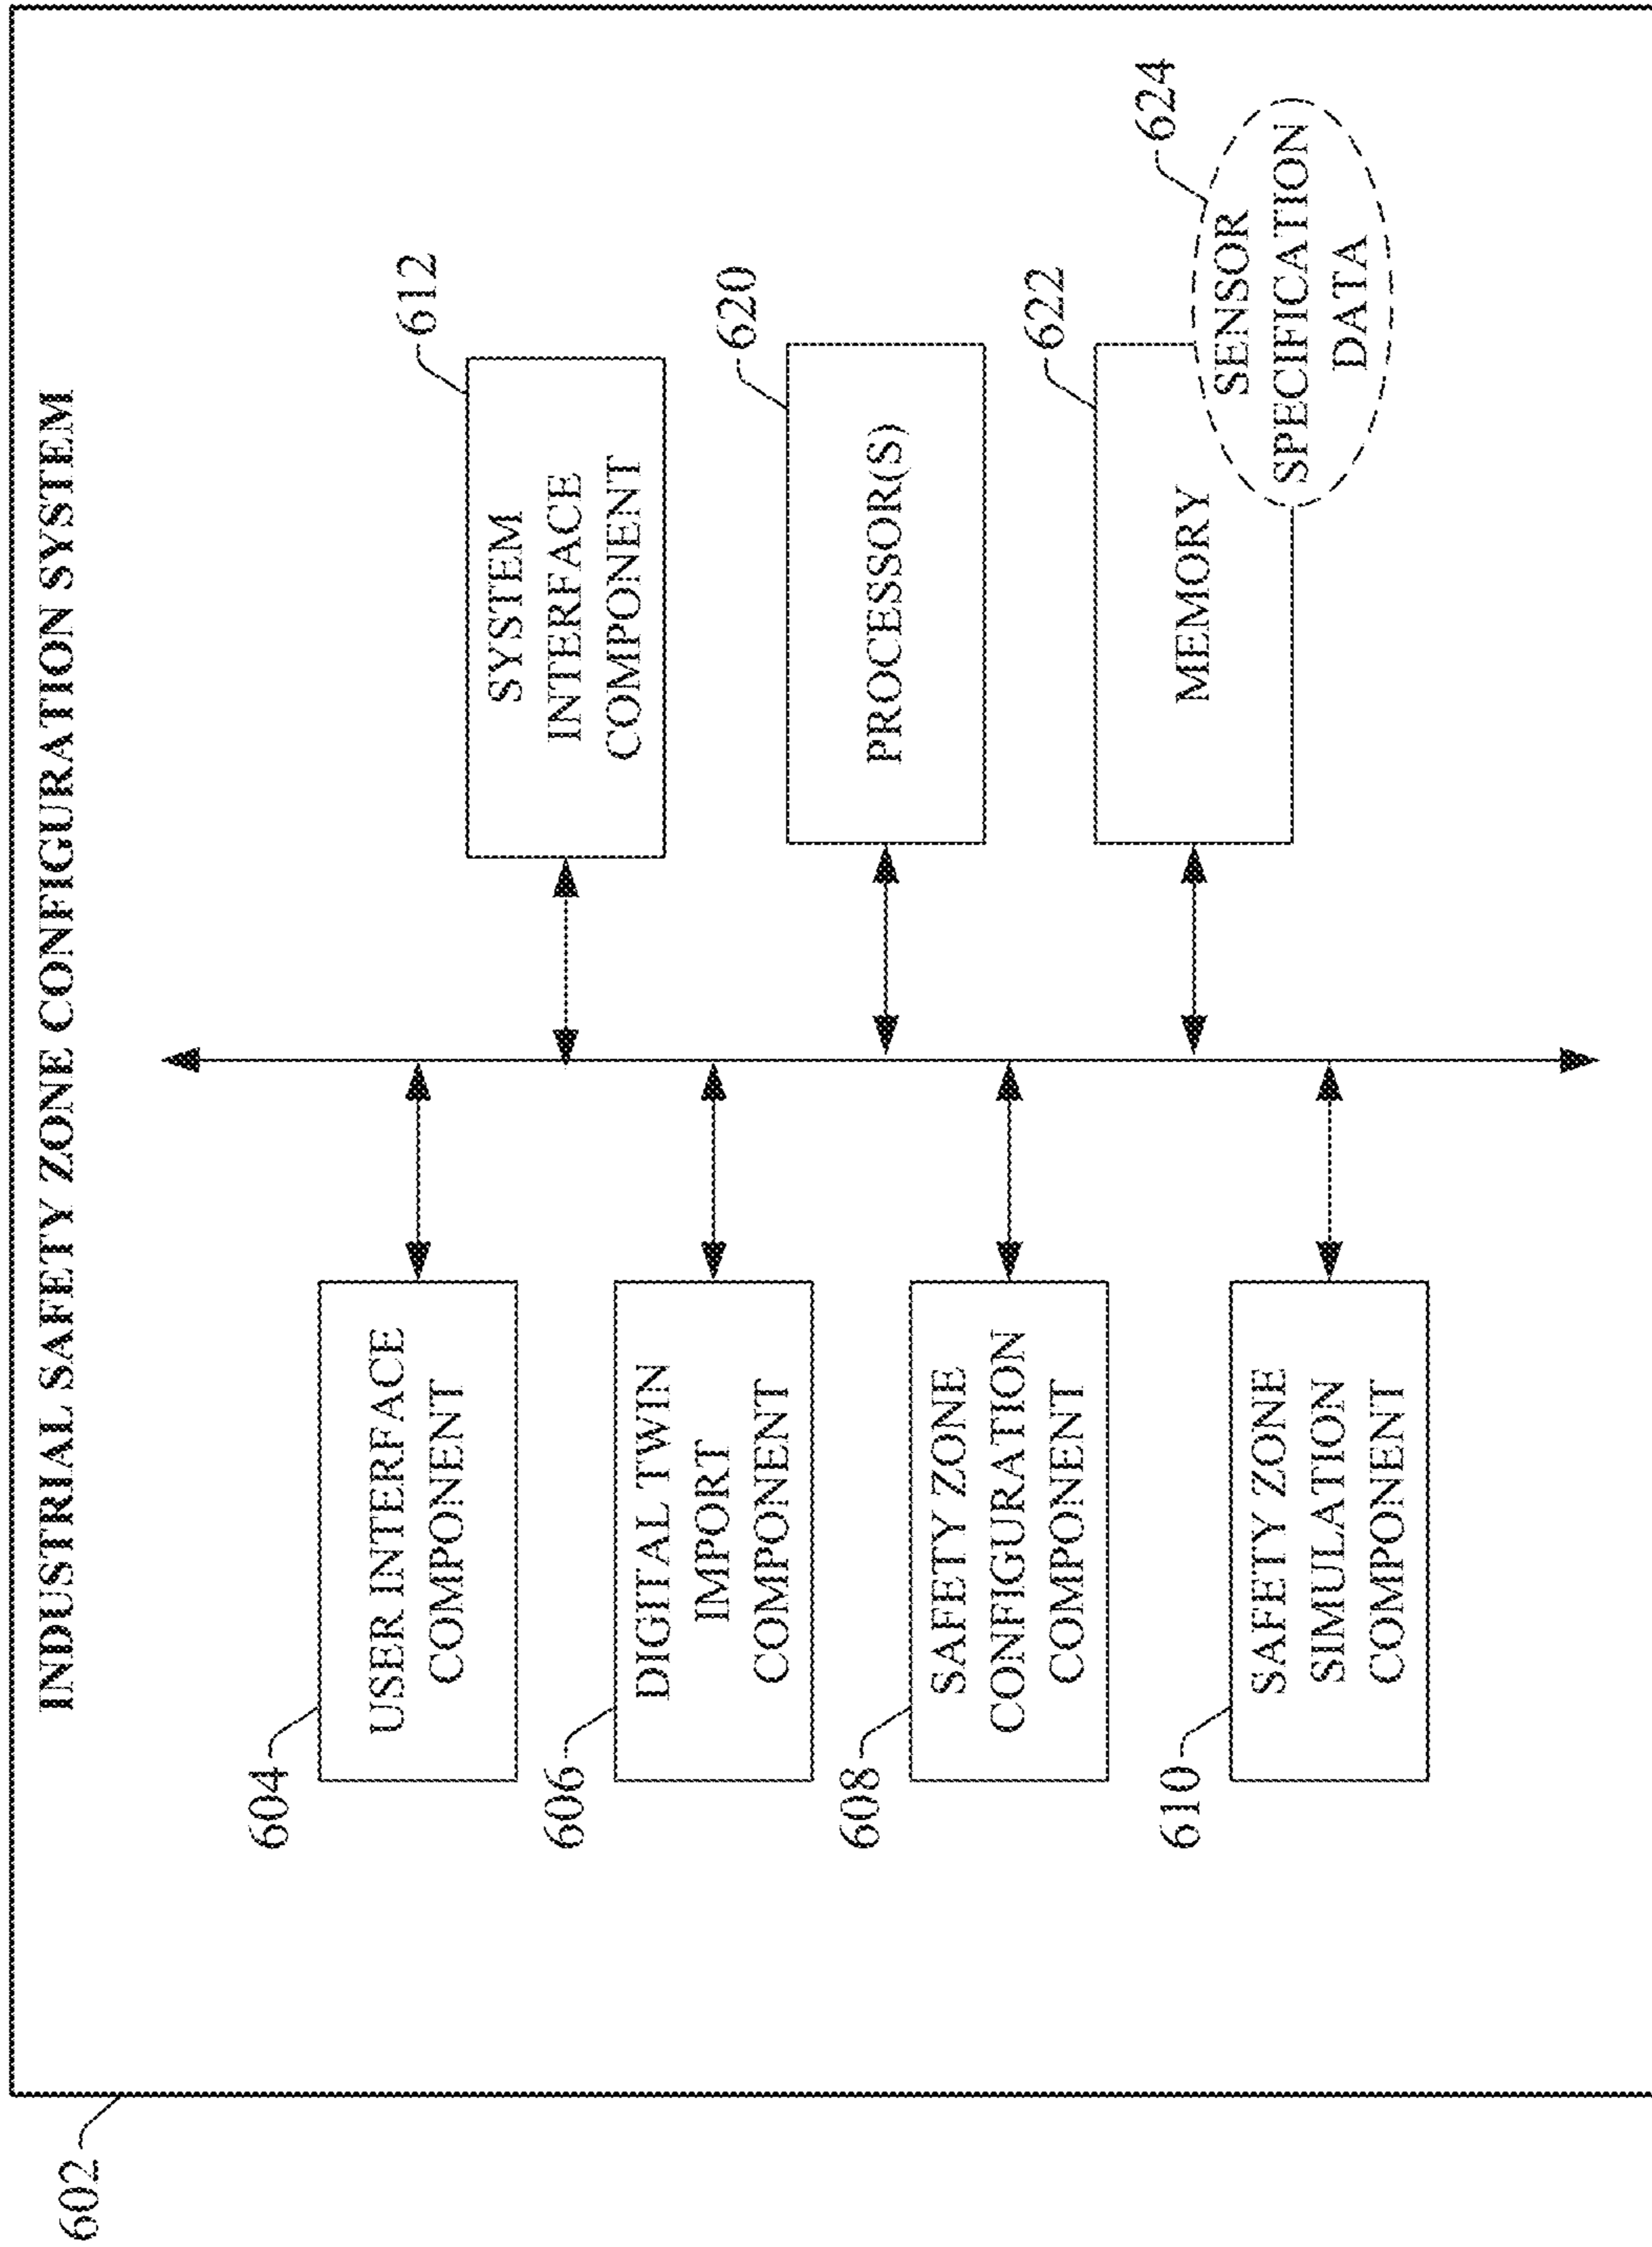 INDUSTRIAL SAFETY ZONE CONFIGURATION SYSTEM
602
604
USER INTERFACE
COMPONENT
606
DIGITAL TWIN
IMPORT
COMPONENT
608
SAFETY ZONE
CONFIGURATION
COMPONENT
610
SAFETY ZONE
SIMULATION
COMPONENT
612
SYSTEM
INTERFACE
COMPONENT
620
PROCESSOR(S)
622
MEMORY
624
SENSOR
SPECIFICATION
DATA